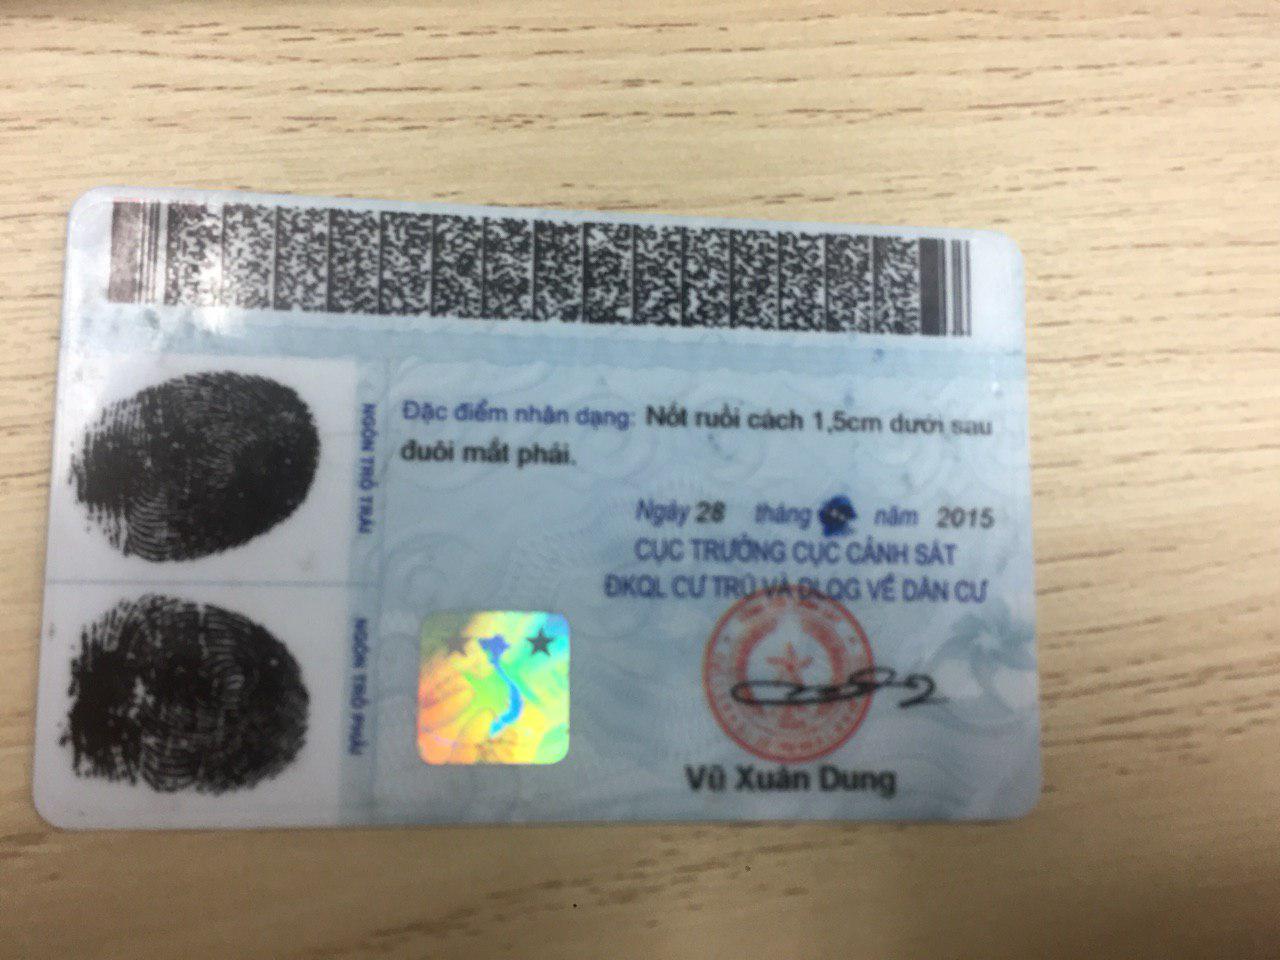 Đặc điểm nhân dạng: Nốt ruồi cách 1,5cm dưới sau
đuôi mắt phải.
Ngày 28 tháng năm 2015
CỤC TRƯỞNG CỤC CẢNH SÁT
ĐKQL CƯ TRÚ VÀ DLQG VỀ DÂN CƯ
Vũ Xuân Dung
NGÓN TRỎ TRÁI
NGÓN TRỎ PHẢI